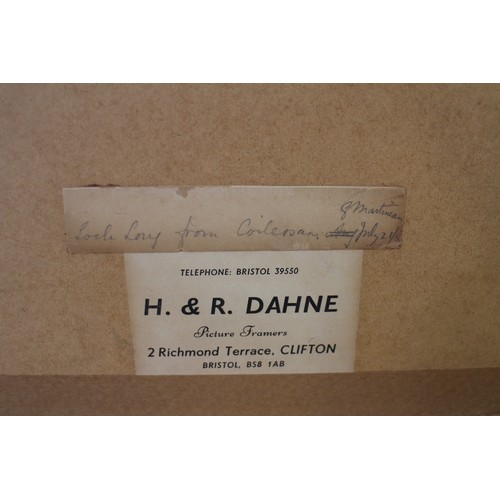 G Martineau
Loch Long from Coilessan July 21
TELEPHONE: BRISTOL 39550
H. & R. DAHNE
Picture Framers
2 Richmond Terrace, CLIFTON
BRISTOL, BS8 1AB